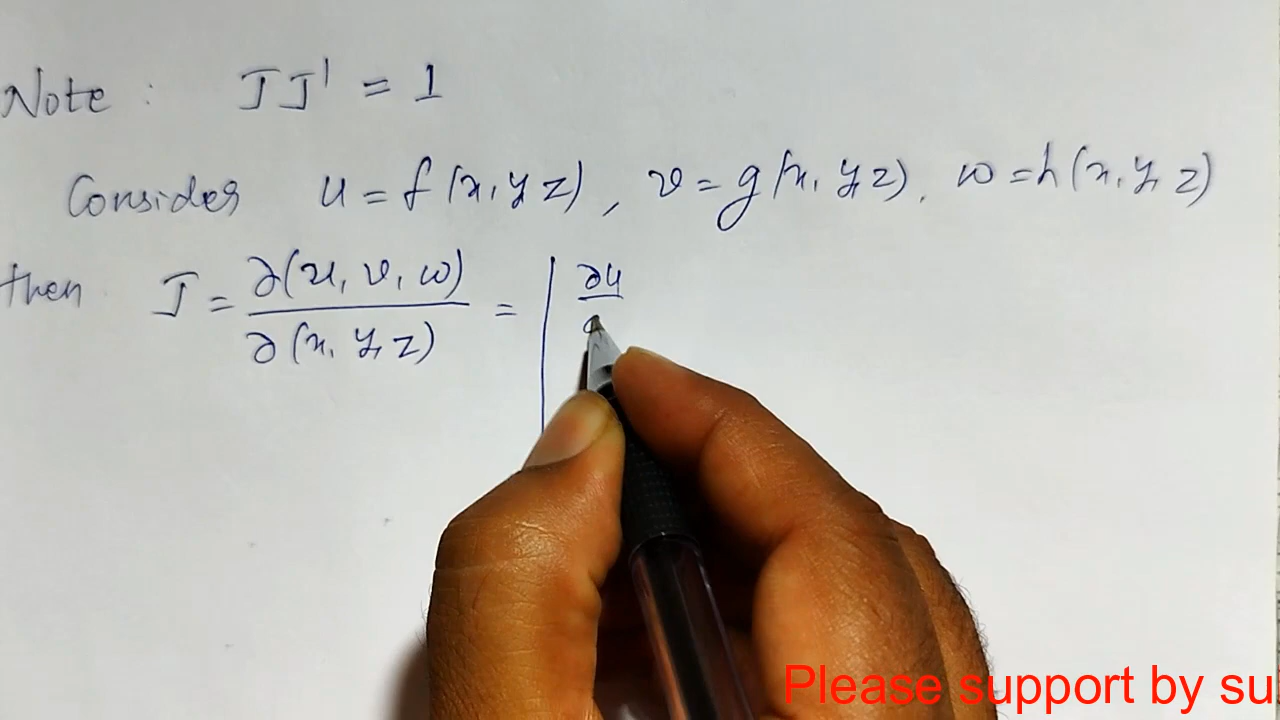 Note : JJ' = 1
Consider u = f(x, y, z), v = g(x, y, z), w = h(x, y, z)
then J = ∂(u, v, w) / ∂(x, y, z) = | ∂u / ∂
Please support by su